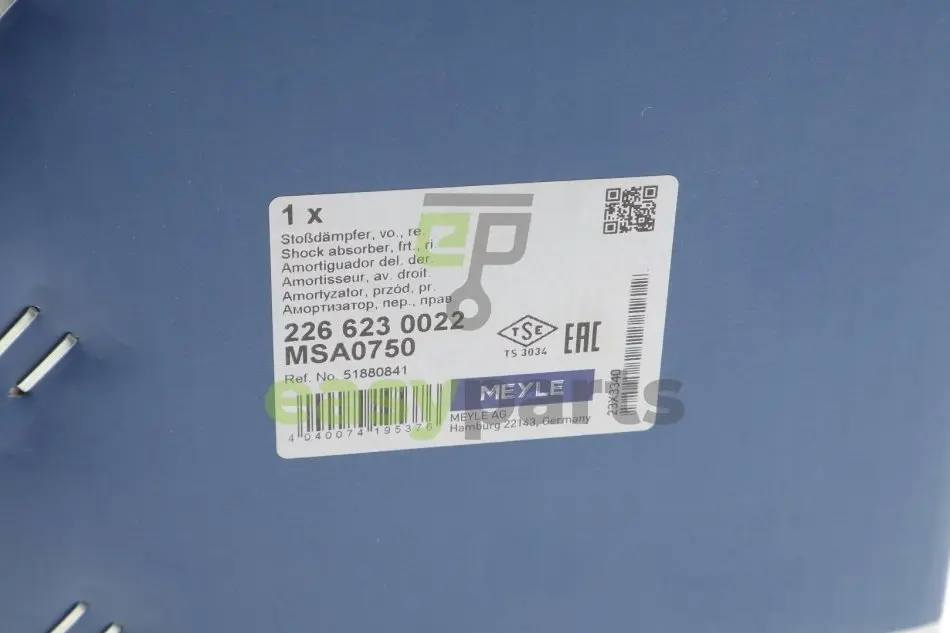 1 x
Stoßdämpfer, vo., re.
Shock absorber, frt., ri.
Amortiguador del. der.
Amortisseur, av. droit.
Amortyzator, przód, pr.
Амортизатор, пер., прав.
226 623 0022
MSA0750
Ref. No. 51880841
4 040074 195376
MEYLE
MEYLE AG
Hamburg 22143, Germany
TSE
TS 3034
EAC
23X3340
ep
easyparts